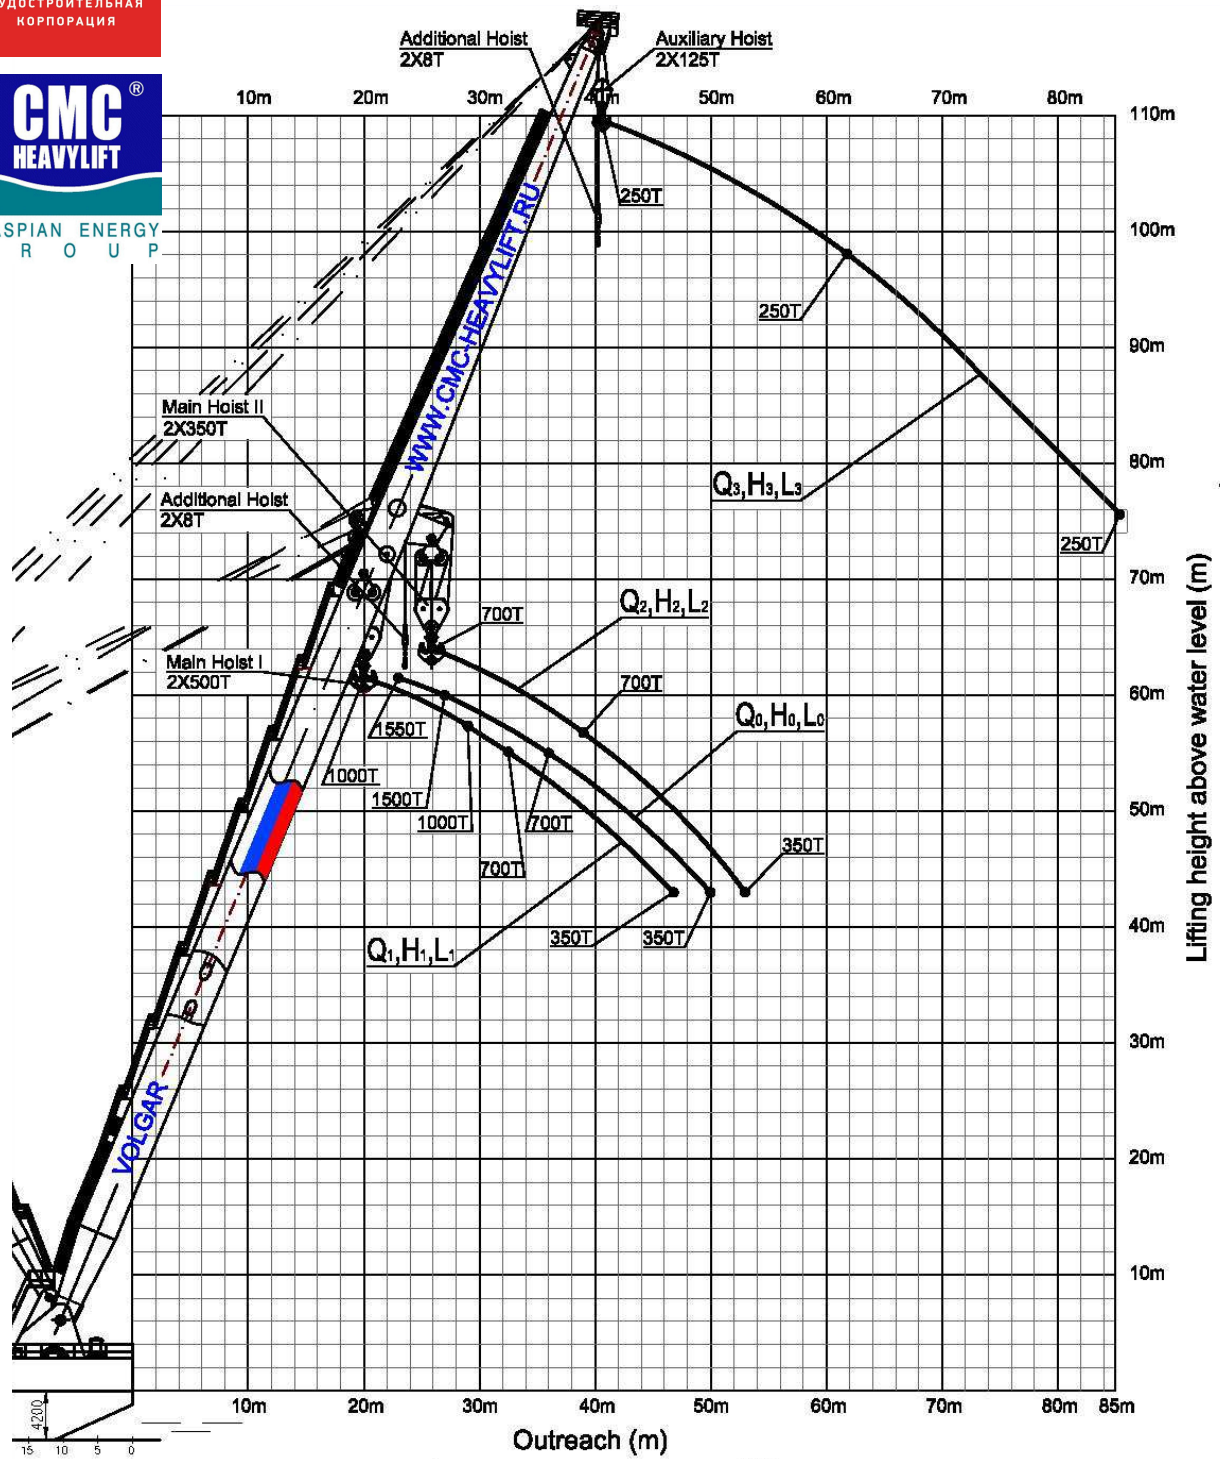 КОРПОРАЦИЯ
CMC®
HEAVYLIFT
ASPIAN ENERGY
R O U P
Additional Hoist
2X8T
Auxiliary Hoist
2X125T
10m 20m 30m 40m 50m 60m 70m 80m
110m
250T
100m
250T
90m
WWW.CMC-HEAVYLIFT.RU
Main Hoist II
2X350T
80m
Q3,H3,L3
Additional Hoist
2X8T
250T
70m
Q2,H2,L2
700T
Main Hoist I
2X500T
700T
60m
Q0,H0,L0
1550T
1000T
1500T
50m
1000T
700T
350T
700T
350T
350T
40m
Q1,H1,L1
30m
VOLGAR
20m
10m
Lifting height above water level (m)
4200
10m 20m 30m 40m 50m 60m 70m 80m 85m
15 10 5 0
Outreach (m)